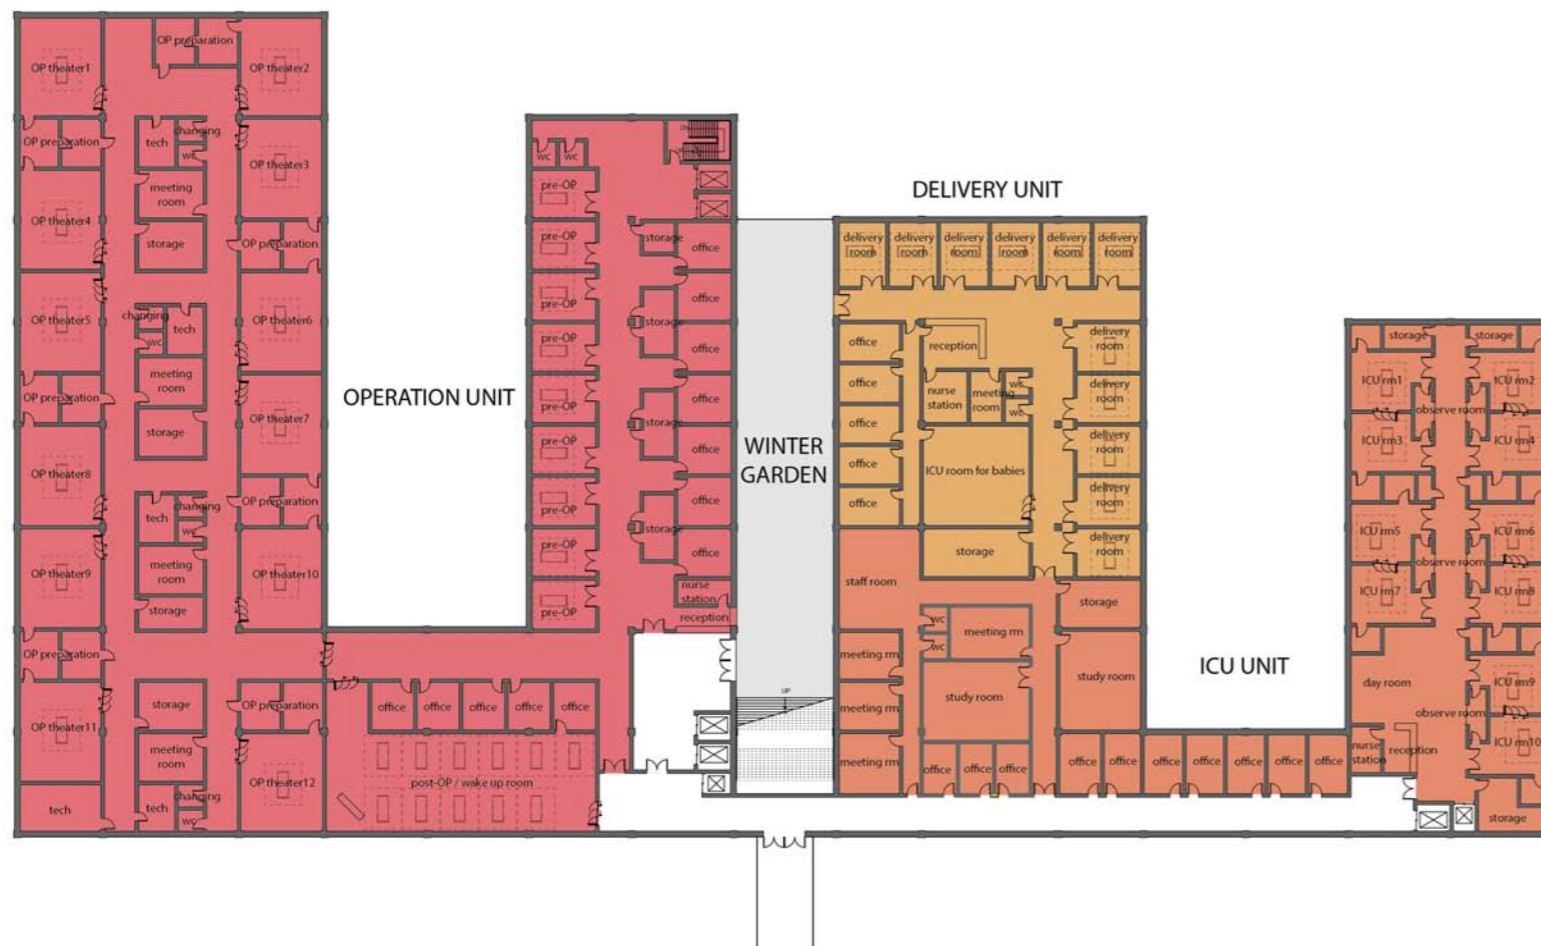 OP theater1
OP preparation
OP theater2
OP preparation
tech
changing
wc
OP theater3
meeting
room
OP theater4
storage
OP preparation
OP theater5
changing
wc
tech
OP theater6
meeting
room
OP preparation
storage
OP theater7
OP theater8
OP preparation
tech
changing
wc
OP theater9
meeting
room
OP theater10
storage
OP preparation
OP theater11
storage
OP preparation
meeting
room
OP theater12
tech
tech
changing
wc
OPERATION UNIT
wc
wc
pre-OP
pre-OP
pre-OP
pre-OP
pre-OP
pre-OP
pre-OP
pre-OP
pre-OP
storage
storage
storage
storage
office
office
office
office
office
office
office
nurse
station
reception
office
office
office
office
office
post-OP / wake up room
WINTER
GARDEN
UP
DELIVERY UNIT
delivery
room
delivery
room
delivery
room
delivery
room
delivery
room
delivery
room
office
office
office
office
office
reception
nurse
station
meeting
room
wc
wc
ICU room for babies
storage
delivery
room
delivery
room
delivery
room
delivery
room
delivery
room
staff room
wc
wc
meeting rm
storage
meeting rm
meeting rm
meeting rm
study room
study room
office
office
office
office
office
office
office
office
office
office
ICU UNIT
storage
storage
ICU rm1
ICU rm2
observe room
ICU rm3
ICU rm4
ICU rm5
ICU rm6
observe room
ICU rm7
ICU rm8
day room
ICU rm9
observe room
nurse
station
reception
ICU rm10
storage